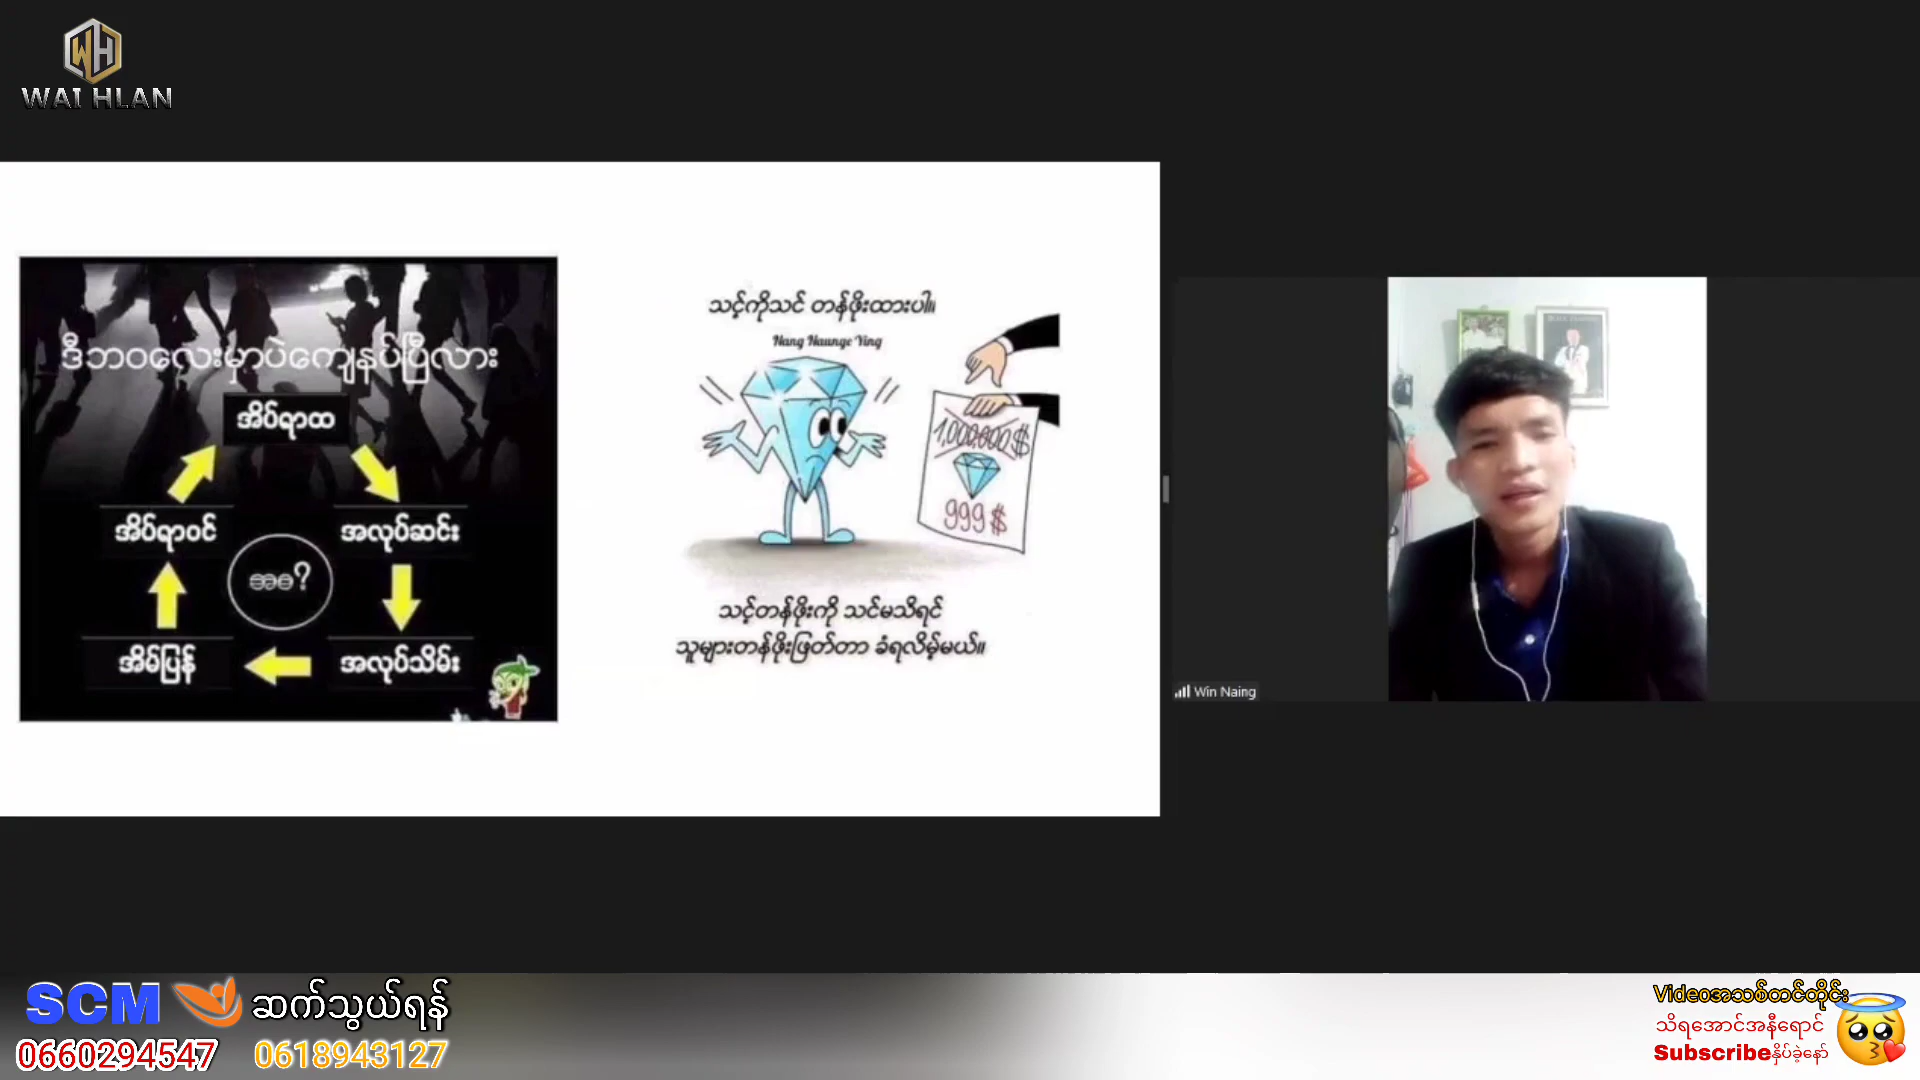 WH
WAI HLAN
ဒီဘဝလေးမှာပဲကျေနပ်ပြီလား
အိပ်ရာထ
အိပ်ရာဝင်
အလုပ်ဆင်း
အဓ?
အိမ်ပြန်
အလုပ်သိမ်း
သင့်ကိုသင် တန်ဖိုးထားပါ။
Nang Naunge Ying
1,000,000 $
999 $
သင့်တန်ဖိုးကို သင်မသိရင်
သူများတန်ဖိုးဖြတ်တာ ခံရလိမ့်မယ်။
Win Naing
SCM ဆက်သွယ်ရန်
0660294547 0618943127
Videoအသစ်တင်တိုင်း
သိရအောင်အနီရောင်
Subscribeနှိပ်ခဲ့နော်